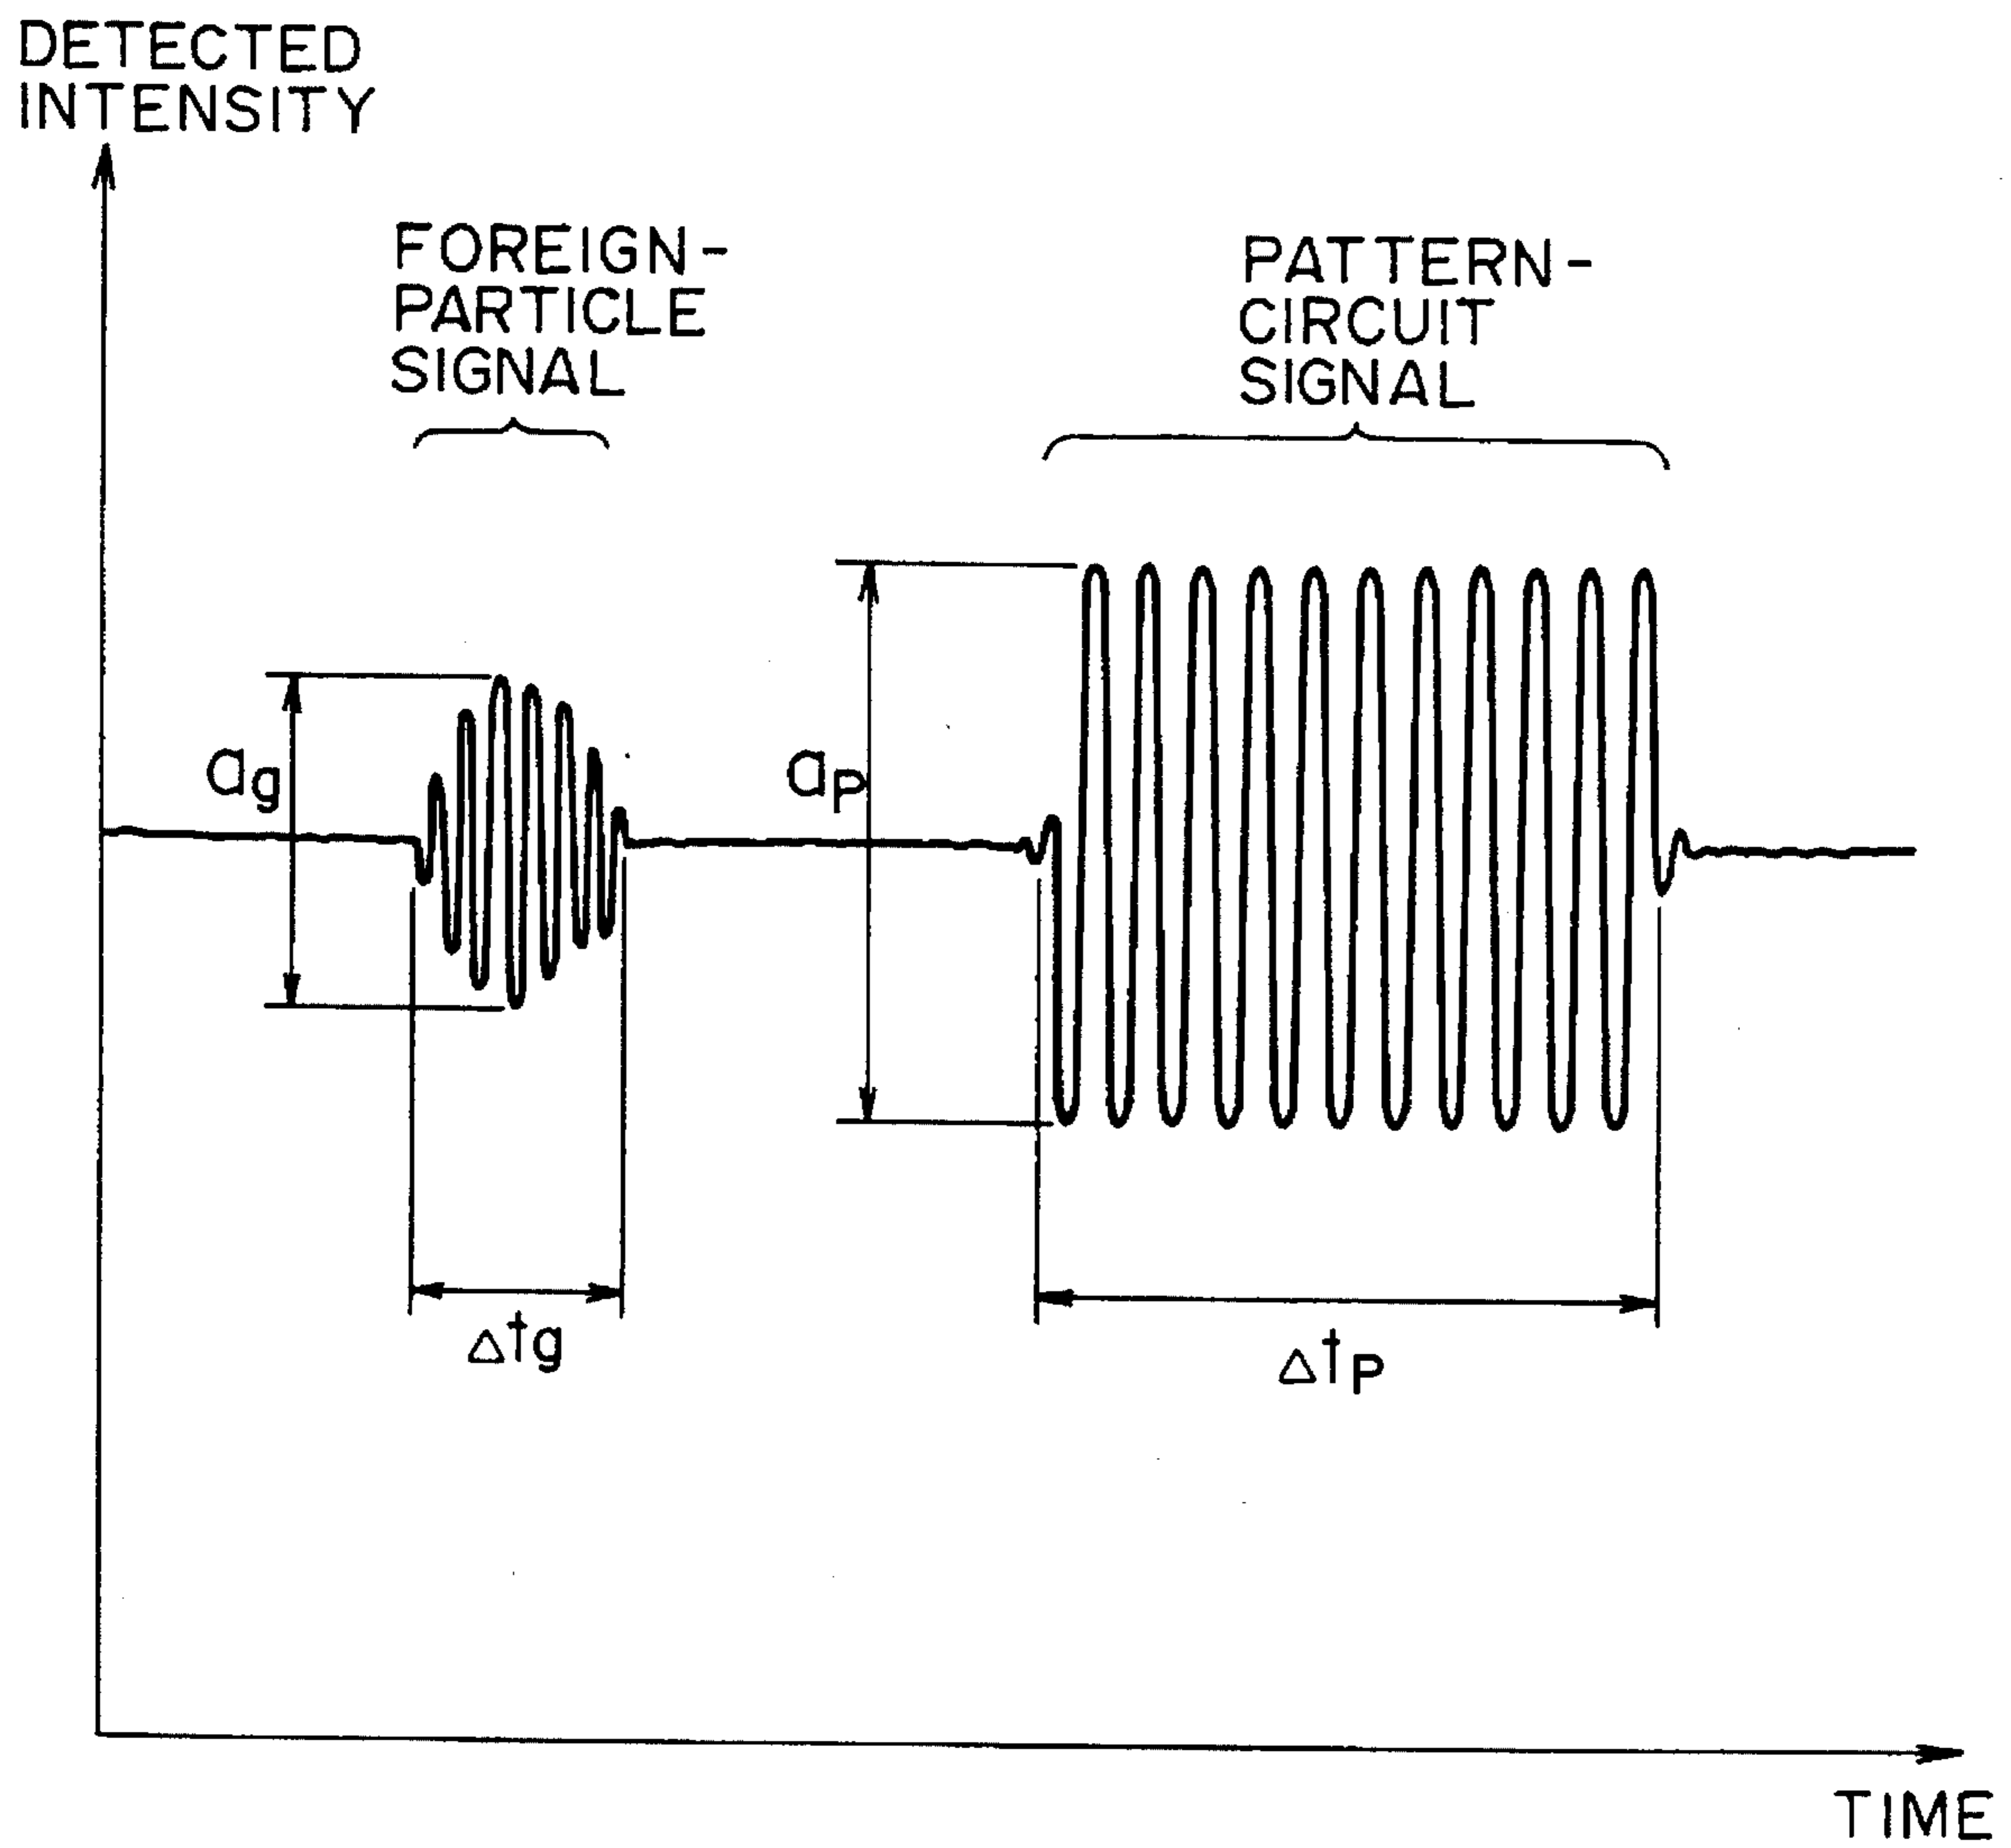 DETECTED
INTENSITY
FOREIGN-
PARTICLE
SIGNAL
PATTERN-
CIRCUIT
SIGNAL
ag
aP
Δtg
ΔtP
TIME